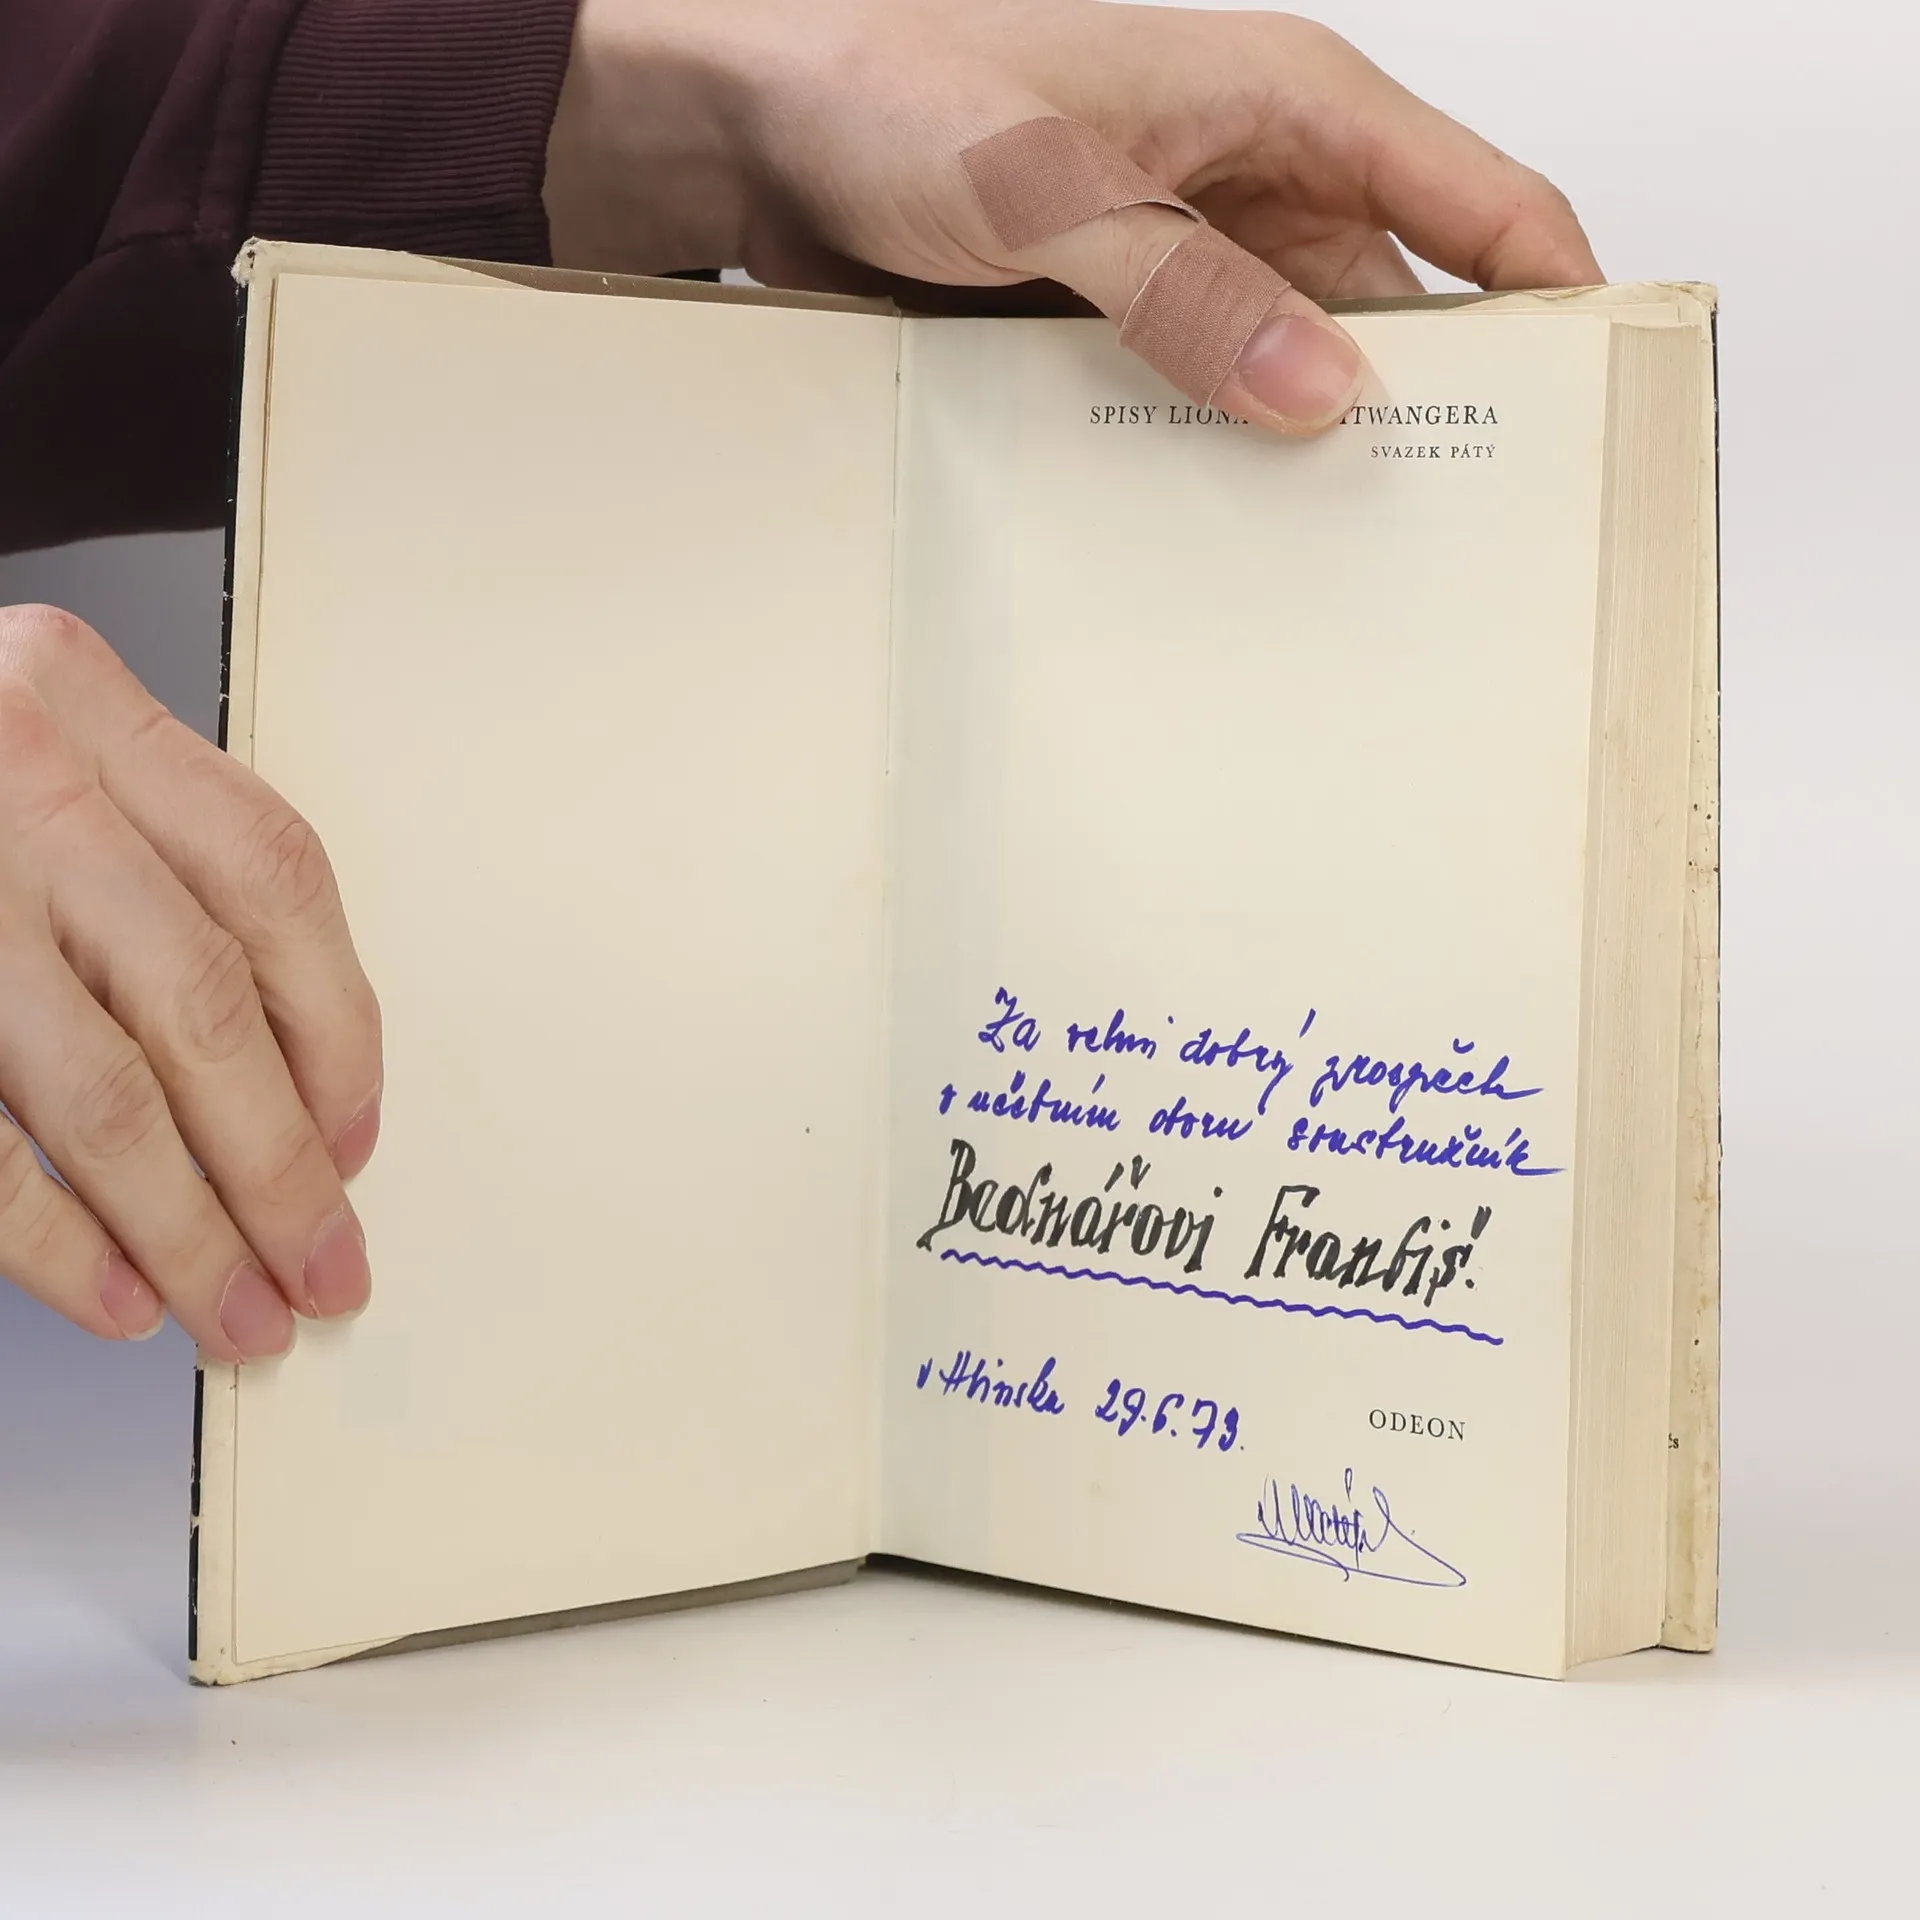 SPISY LION TWANGERA
SVAZEK PÁTÝ
Za velmi dobrý prospěch
v učebním oboru soustružník
Bednářovi Františ.
v Hlinsku 29.6.73.
ODEON